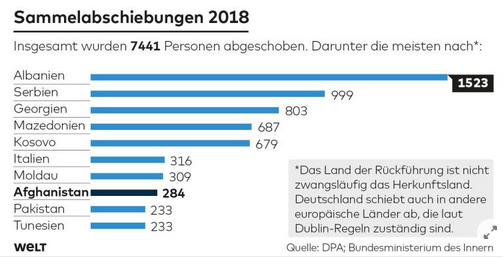 Sammelabschiebungen 2018
Insgesamt wurden 7441 Personen abgeschoben. Darunter die meisten nach*:
Albanien 1523
Serbien 999
Georgien 803
Mazedonien 687
Kosovo 679
Italien 316
Moldau 309
Afghanistan 284
Pakistan 233
Tunesien 233
*Das Land der Rückführung ist nicht
zwangsläufig das Herkunftsland.
Deutschland schiebt auch in andere
europäische Länder ab, die laut
Dublin-Regeln zuständig sind.
WELT Quelle: DPA; Bundesministerium des Innern